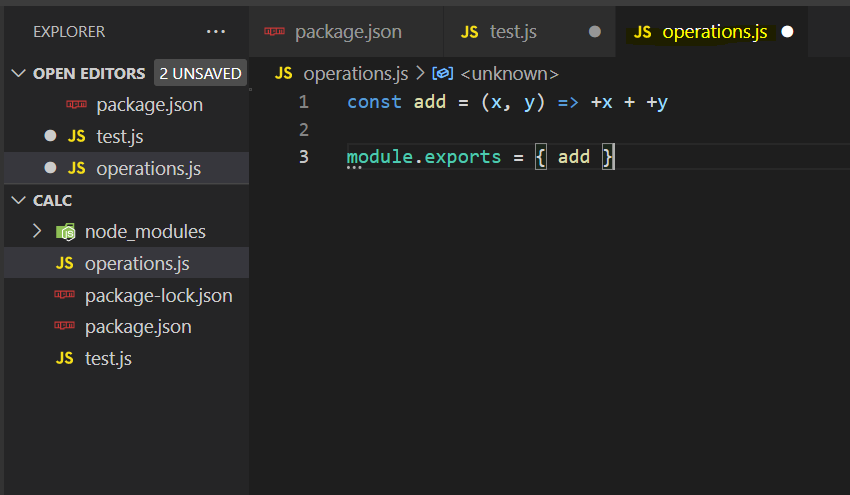 EXPLORER ...
OPEN EDITORS 2 UNSAVED
package.json
JS test.js
JS operations.js
CALC
JS node_modules
JS operations.js
package-lock.json
package.json
JS test.js
package.json JS test.js JS operations.js
JS operations.js > <unknown>
1 const add = (x, y) => +x + +y
2
3 module.exports = { add }